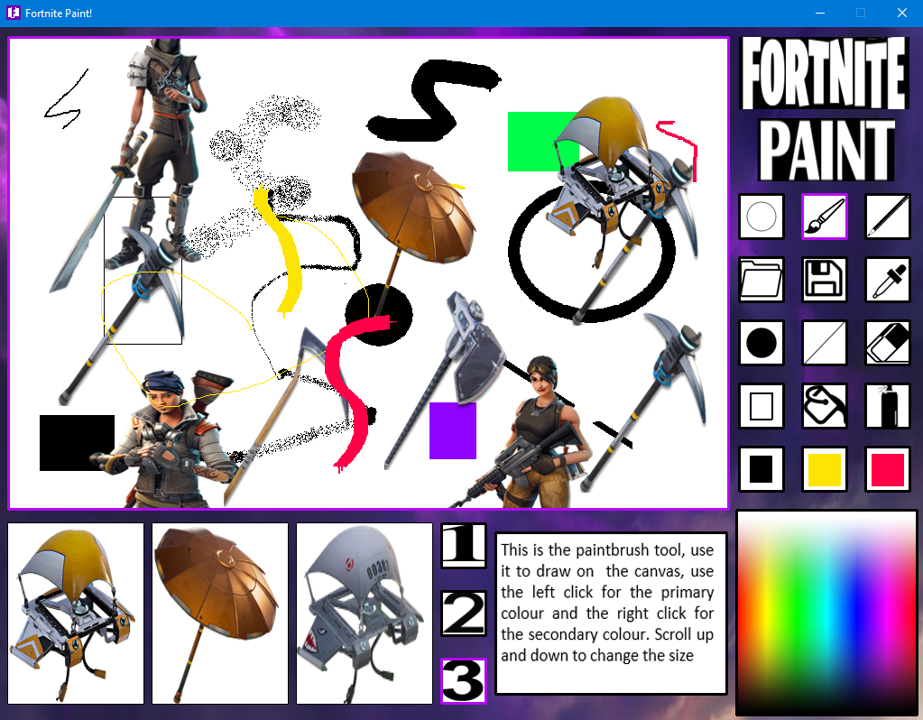 Fortnite Paint!
FORTNITE
PAINT
00387
1
2
3
This is the paintbrush tool, use
it to draw on the canvas, use
the left click for the primary
colour and the right click for
the secondary colour. Scroll up
and down to change the size